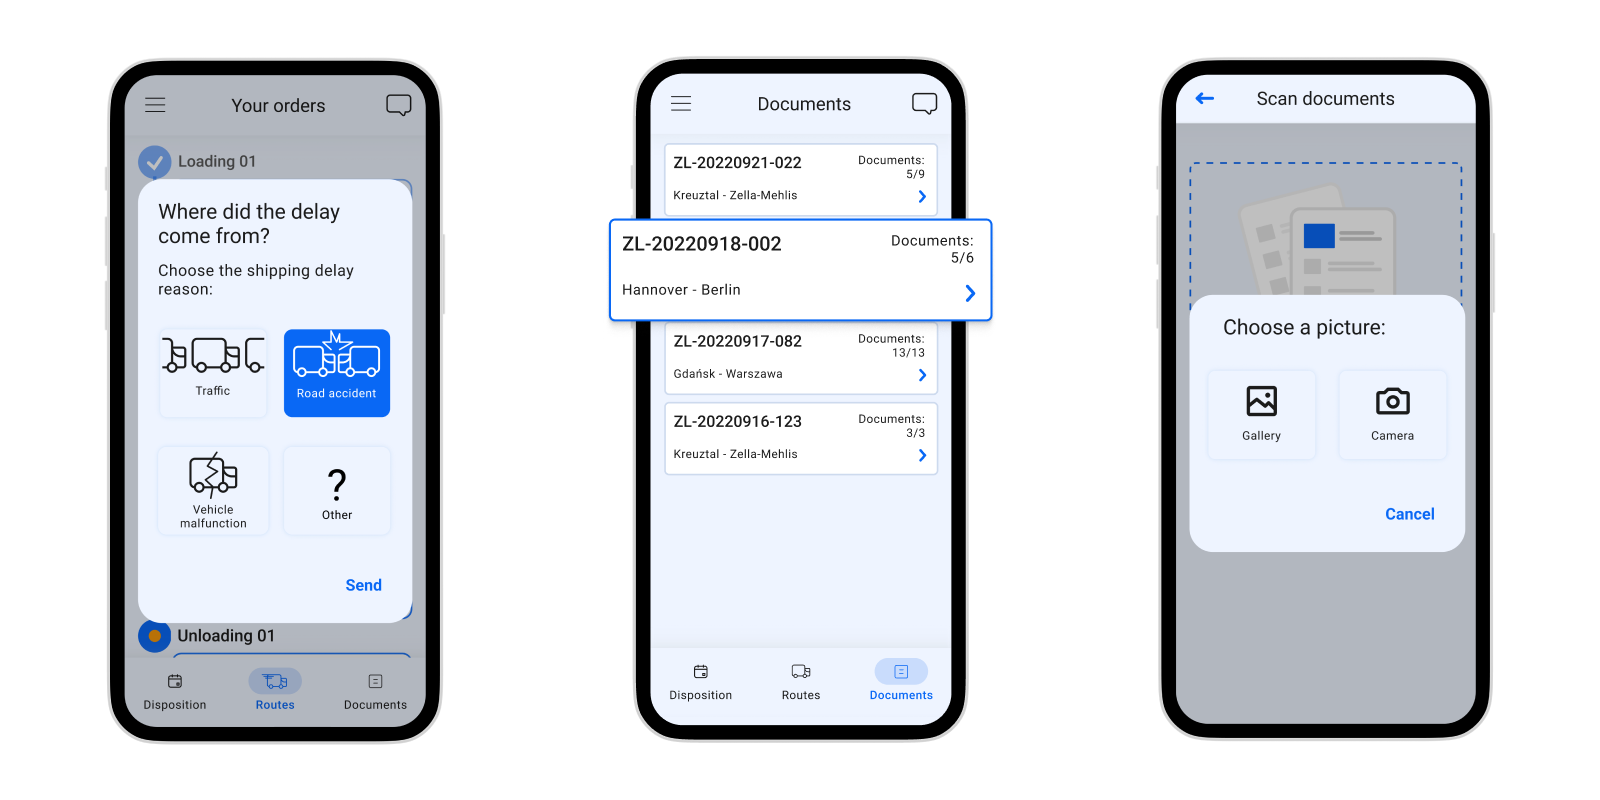 Your orders
Loading 01
Where did the delay
come from?
Choose the shipping delay
reason:
Traffic
Road accident
Vehicle
malfunction
?
Other
Send
Unloading 01
Disposition
Routes
Documents
Documents
ZL-20220921-022
Documents:
5/9
Kreuztal - Zella-Mehlis
ZL-20220918-002
Documents:
5/6
Hannover - Berlin
ZL-20220917-082
Documents:
13/13
Gdańsk - Warszawa
ZL-20220916-123
Documents:
3/3
Kreuztal - Zella-Mehlis
Disposition
Routes
Documents
Scan documents
Choose a picture:
Gallery
Camera
Cancel